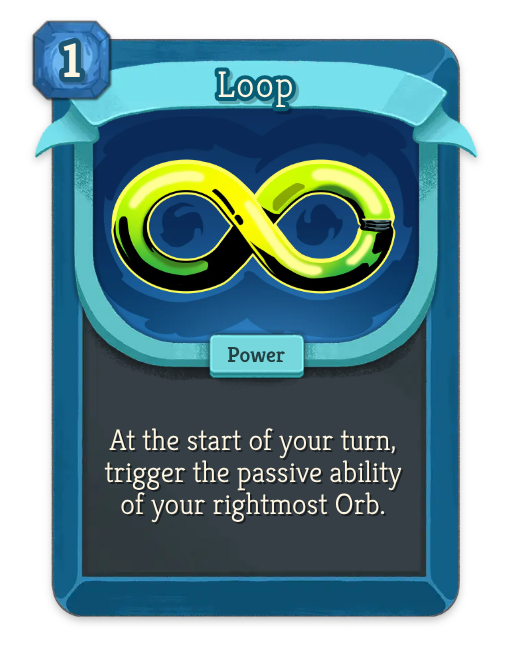 1
Loop
Power
At the start of your turn,
trigger the passive ability
of your rightmost Orb.